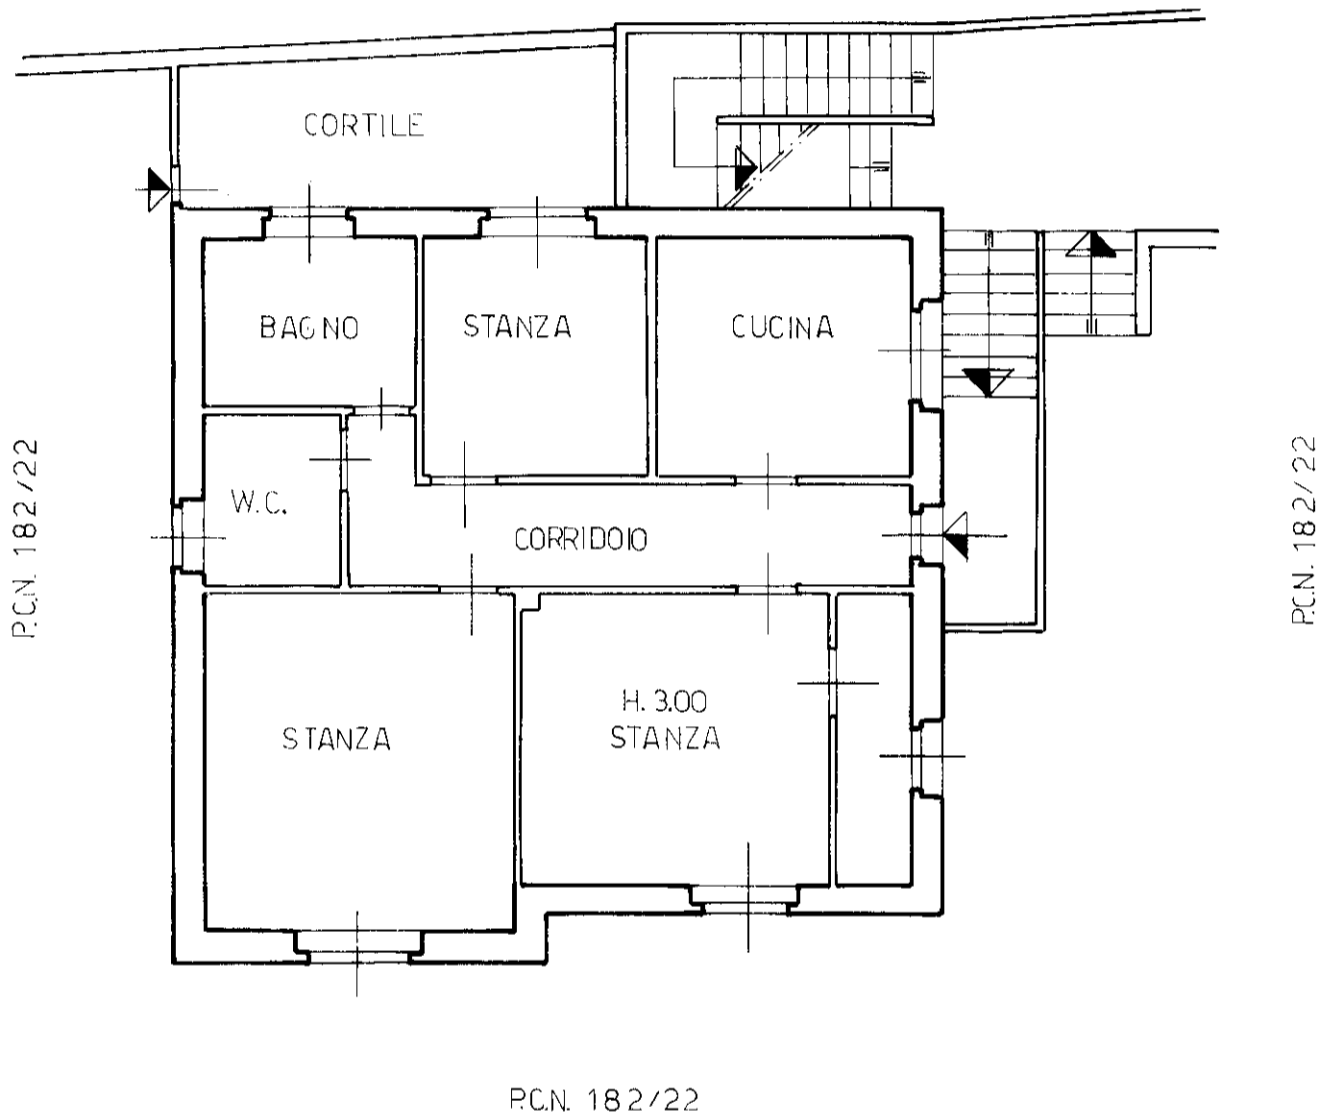 CORTILE
BAGNO
STANZA
CUCINA
W.C.
CORRIDOIO
STANZA
H. 3.00
STANZA
P.C.N. 182/22
P.C.N. 182/22
P.C.N. 182/22